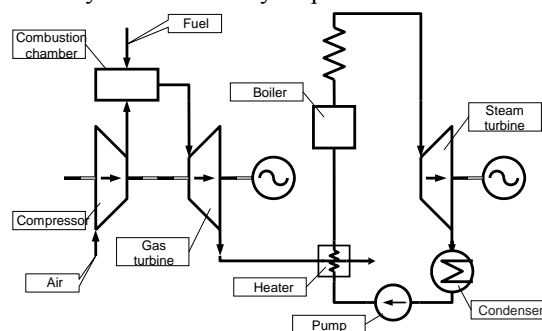 Fuel
Combustion
chamber
Boiler
Steam
turbine
Compressor
Gas
turbine
Air
Heater
Pump
Condenser